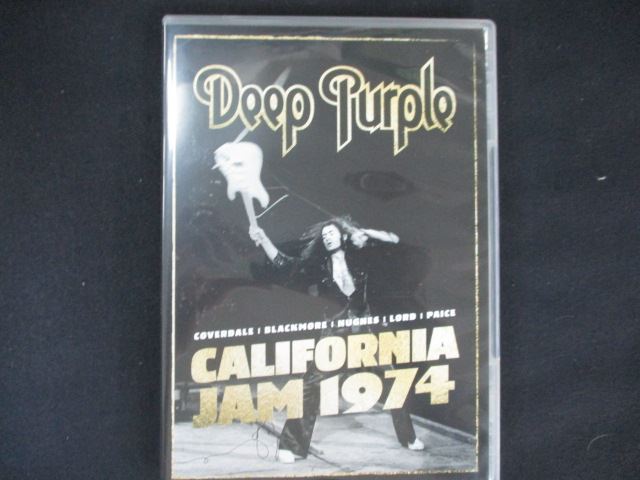 Deep Purple
COVERDALE : BLACKMORE : HUGHES : LORD : PAICE
CALIFORNIA
JAM 1974